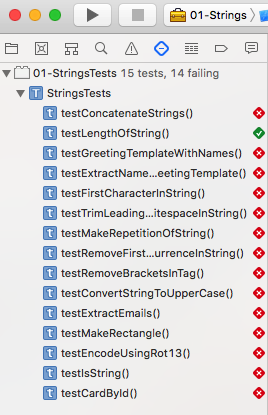 01-Strings
01-StringsTests 15 tests, 14 failing
T StringsTests
t testConcatenateStrings()
t testLengthOfString()
t testGreetingTemplateWithNames()
t testExtractName...eetingTemplate()
t testFirstCharacterInString()
t testTrimLeading...itespaceInString()
t testMakeRepetitionOfString()
t testRemoveFirst...urrenceInString()
t testRemoveBracketsInTag()
t testConvertStringToUpperCase()
t testExtractEmails()
t testMakeRectangle()
t testEncodeUsingRot13()
t testIsString()
t testCardById()